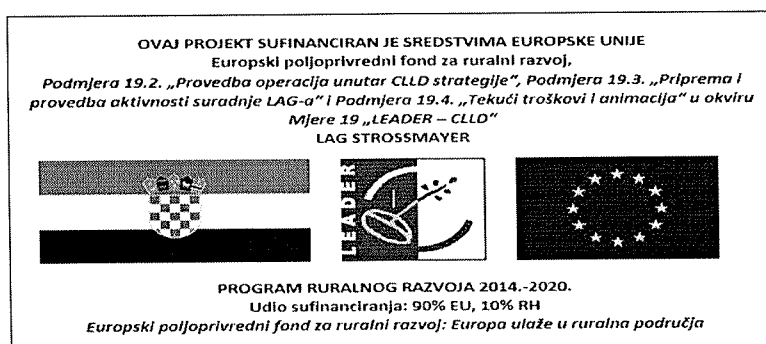 OVAJ PROJEKT SUFINANCIRAN JE SREDSTVIMA EUROPSKE UNIJE
Europski poljoprivredni fond za ruralni razvoj,
Podmjera 19.2. „Provedba operacija unutar CLLD strategije“, Podmjera 19.3. „Priprema i
provedba aktivnosti suradnje LAG-a“ i Podmjera 19.4. „Tekući troškovi i animacija“ u okviru
Mjere 19 „LEADER – CLLD“
LAG STROSSMAYER
LEADER
PROGRAM RURALNOG RAZVOJA 2014.-2020.
Udio sufinanciranja: 90% EU, 10% RH
Europski poljoprivredni fond za ruralni razvoj: Europa ulaže u ruralna područja